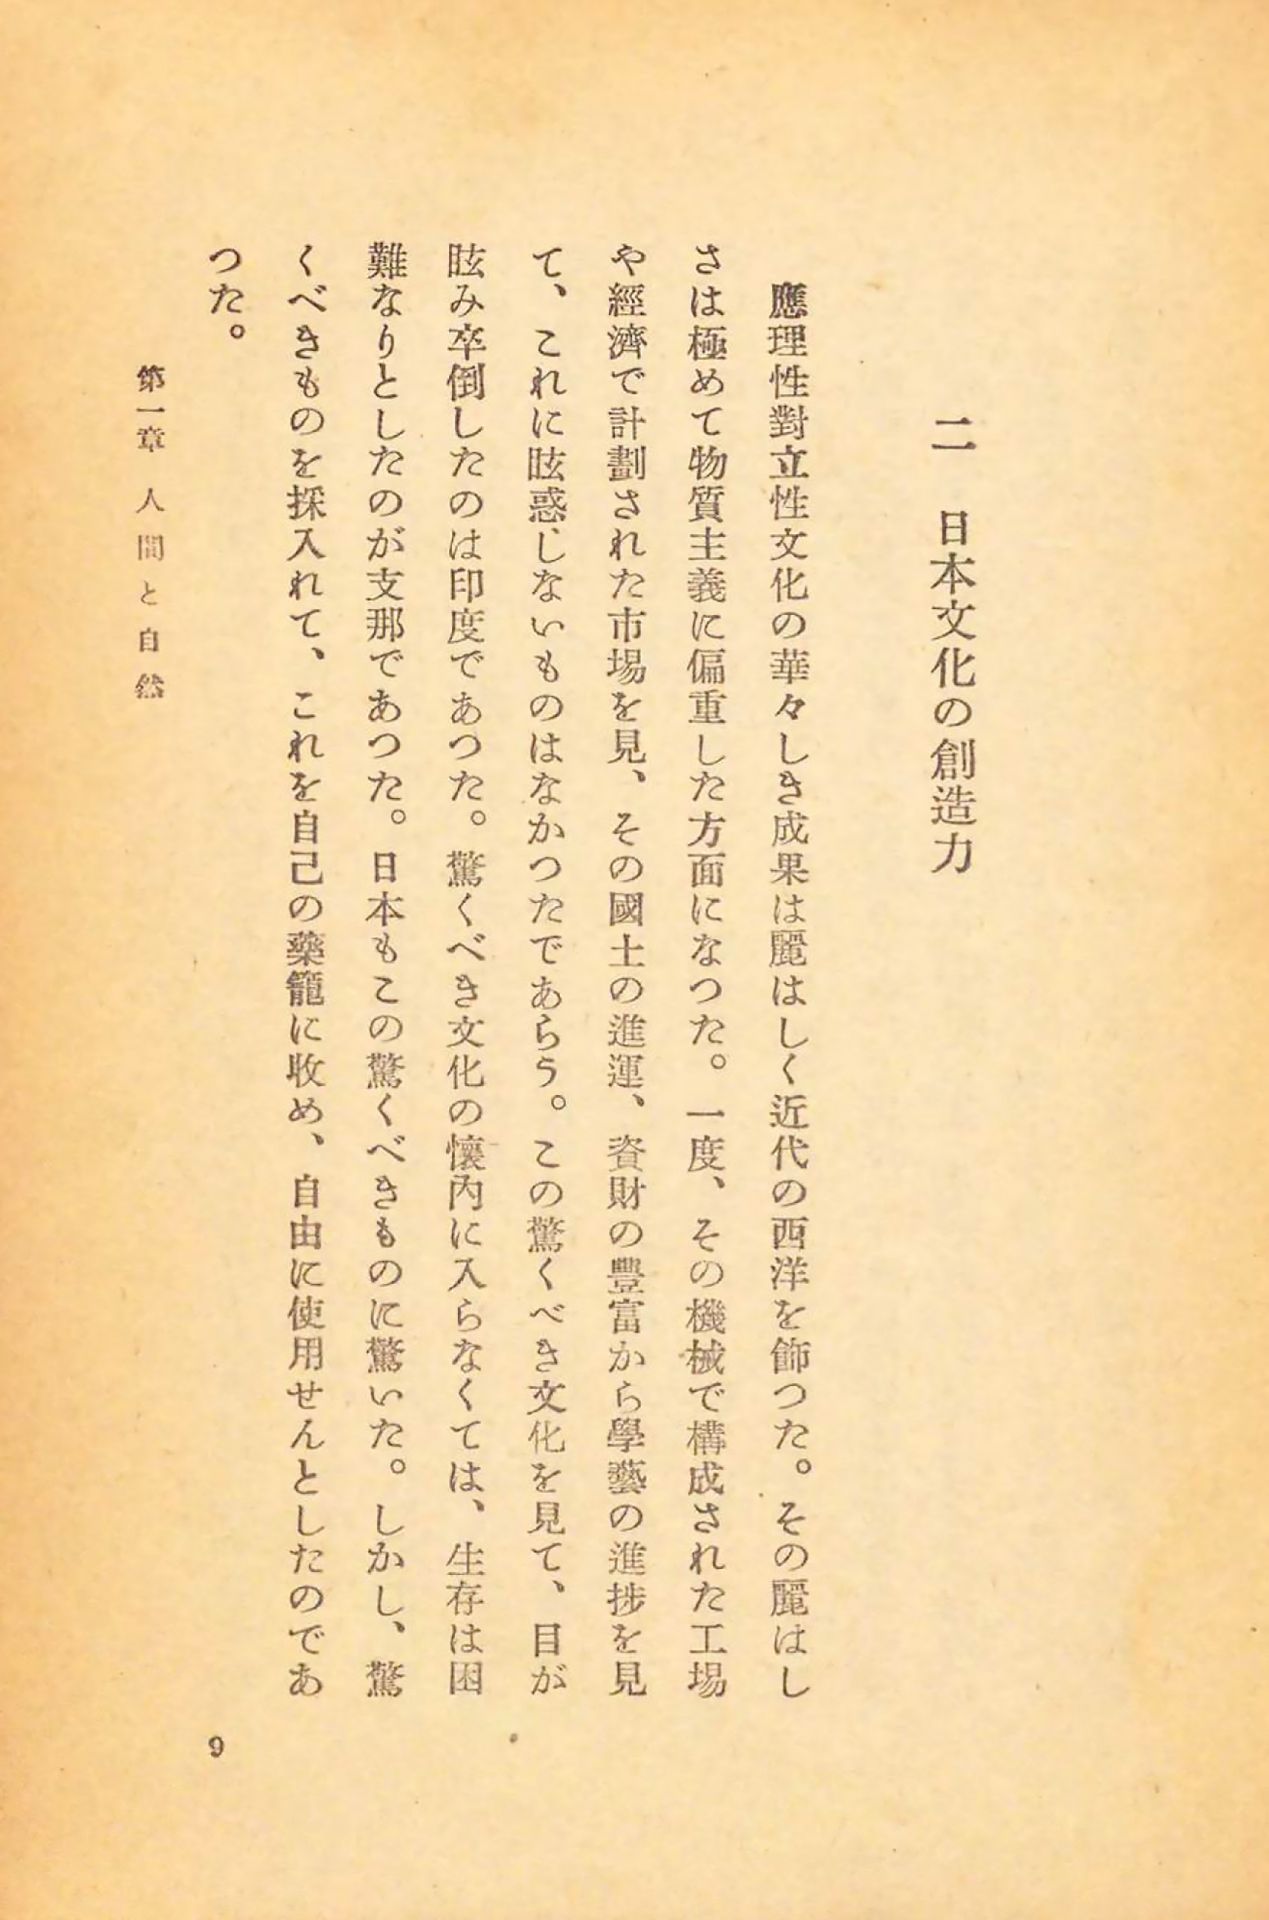 二　日本文化の創造力
應理性對立性文化の華々しき成果は麗はしく近代の西洋を飾つた。その麗はし
さは極めて物質主義に偏重した方面になつた。一度、その機械で構成された工場
や經濟で計劃された市場を見、その國土の進運、資財の豐富から學藝の進捗を見
て、これに眩惑じないものはなかつたであらう。この驚くべき文化を見て、目が
眩み卒倒したのは印度であつた。驚くべき文化の懷內に入らなくては、生存は困
難なりとしたのが支那であつた。日本もこの驚くべきものに驚いた。しかし、驚
くべきものを採入れて、これを自己の藥籠に收め、自由に使用せんとしたのであ
つた。
第一章　人間と自然
9